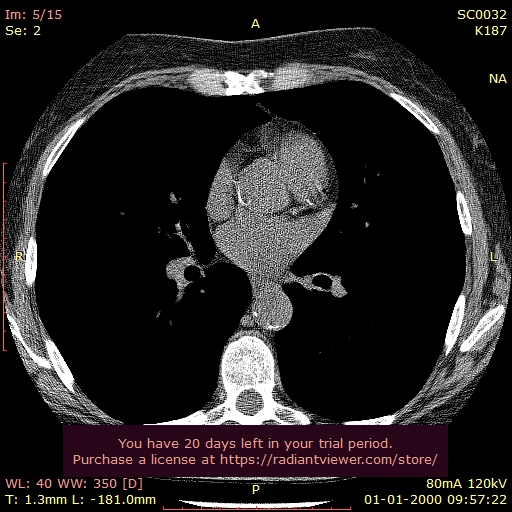 Im: 5/15
Se: 2
A
SC0032
K187
NA
R
L
You have 20 days left in your trial period.
Purchase a license at https://radiantviewer.com/store/
WL: 40 WW: 350 [D]
T: 1.3mm L: -181.0mm
P
80mA 120kV
01-01-2000 09:57:22